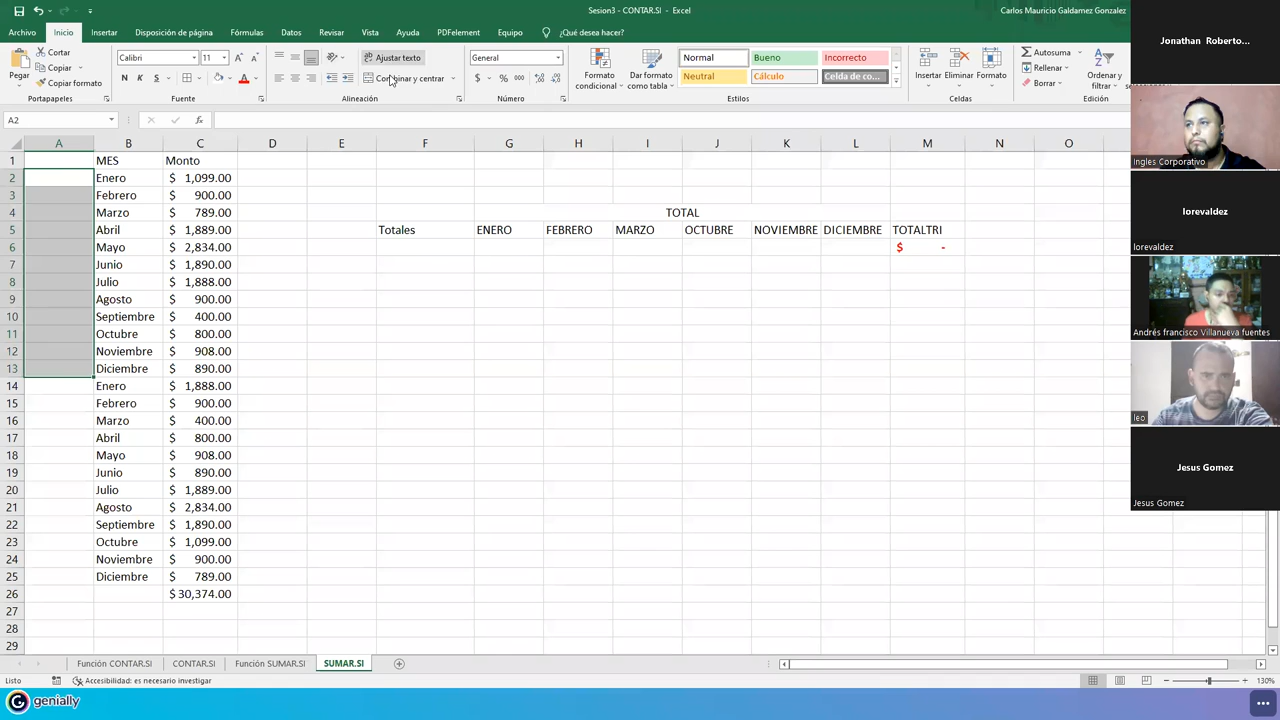 Sesion3 - CONTAR.SI - Excel
Carlos Mauricio Galdamez Gonzalez
Archivo Inicio Insertar Disposición de página Fórmulas Datos Revisar Vista Ayuda PDFelement Equipo ¿Qué desea hacer?
Pegar
Cortar
Copiar
Copiar formato
Portapapeles
Calibri 11
N K S
Fuente
Ajustar texto
Combinar y centrar
Alineación
General
$ % 000
Número
Formato condicional
Dar formato como tabla
Normal Bueno Incorrecto
Neutral Cálculo Celda de co...
Estilos
Insertar Eliminar Formato
Celdas
Autosuma
Rellenar
Borrar
Ordenar y filtrar
Edición
A2
fx
A B C D E F G H I J K L M N O
1 MES Monto
2 Enero $ 1,099.00
3 Febrero $ 900.00
4 Marzo $ 789.00 TOTAL
5 Abril $ 1,889.00 Totales ENERO FEBRERO MARZO OCTUBRE NOVIEMBRE DICIEMBRE TOTALTRI
6 Mayo $ 2,834.00 $ -
7 Junio $ 1,890.00
8 Julio $ 1,888.00
9 Agosto $ 900.00
10 Septiembre $ 400.00
11 Octubre $ 800.00
12 Noviembre $ 908.00
13 Diciembre $ 890.00
14 Enero $ 1,888.00
15 Febrero $ 900.00
16 Marzo $ 400.00
17 Abril $ 800.00
18 Mayo $ 908.00
19 Junio $ 890.00
20 Julio $ 1,889.00
21 Agosto $ 2,834.00
22 Septiembre $ 1,890.00
23 Octubre $ 1,099.00
24 Noviembre $ 900.00
25 Diciembre $ 789.00
26 $ 30,374.00
27
28
29
Función CONTAR.SI CONTAR.SI Función SUMAR.SI SUMAR.SI
Listo Accesibilidad: es necesario investigar 130%
genially
Jonathan Roberto...
Ingles Corporativo
lorevaldez
lorevaldez
Andrés francisco Villanueva fuentes
leo
Jesus Gomez
Jesus Gomez